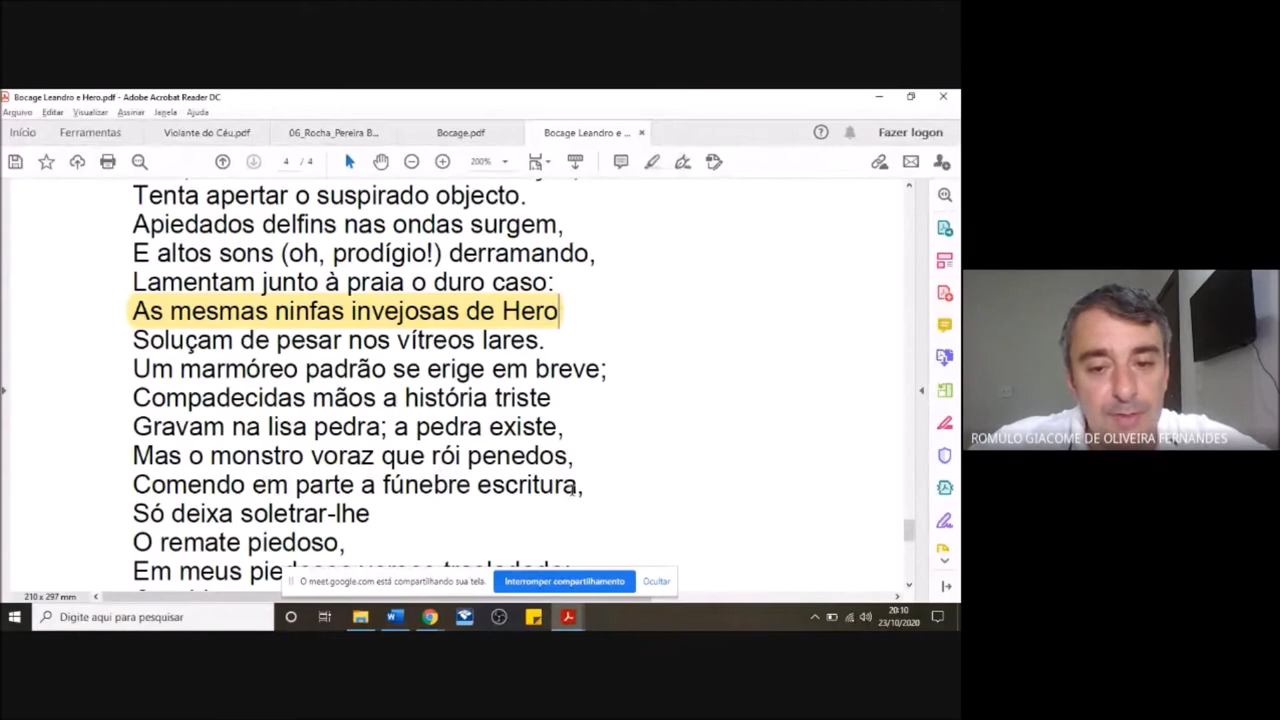 Bocage Leandro e Hero.pdf - Adobe Acrobat Reader DC
Arquivo Editar Visualizar Assinar Janela Ajuda
Início Ferramentas Violante do Céu.pdf 06_Rocha_Pereira B... Bocage.pdf Bocage Leandro e ... Fazer logon
4 / 4 200%
Tenta apertar o suspirado objecto.
Apiedados delfins nas ondas surgem,
E altos sons (oh, prodígio!) derramando,
Lamentam junto à praia o duro caso:
As mesmas ninfas invejosas de Hero
Soluçam de pesar nos vítreos lares.
Um marmóreo padrão se erige em breve;
Compadecidas mãos a história triste
Gravam na lisa pedra; a pedra existe,
Mas o monstro voraz que rói penedos,
Comendo em parte a fúnebre escritura,
Só deixa soletrar-lhe
O remate piedoso,
Em meus
O meet.google.com está compartilhando sua tela. Interromper compartilhamento Ocultar
210 x 297 mm
Digite aqui para pesquisar
20:10
23/10/2020
ROMULO GIACOME DE OLIVEIRA FERNANDES